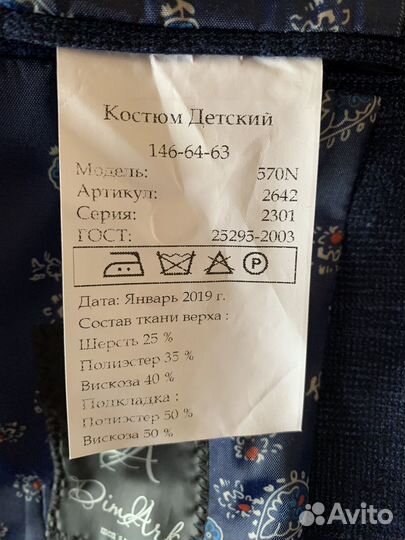 Костюм Детский
146-64-63
Модель: 570N
Артикул: 2642
Серия: 2301
ГОСТ: 25295-2003
P
Дата: Январь 2019 г.
Состав ткани верха :
Шерсть 25 %
Полиэстер 35 %
Вискоза 40 %
Подкладка :
Полиэстер 50 %
Вискоза 50 %
Avito